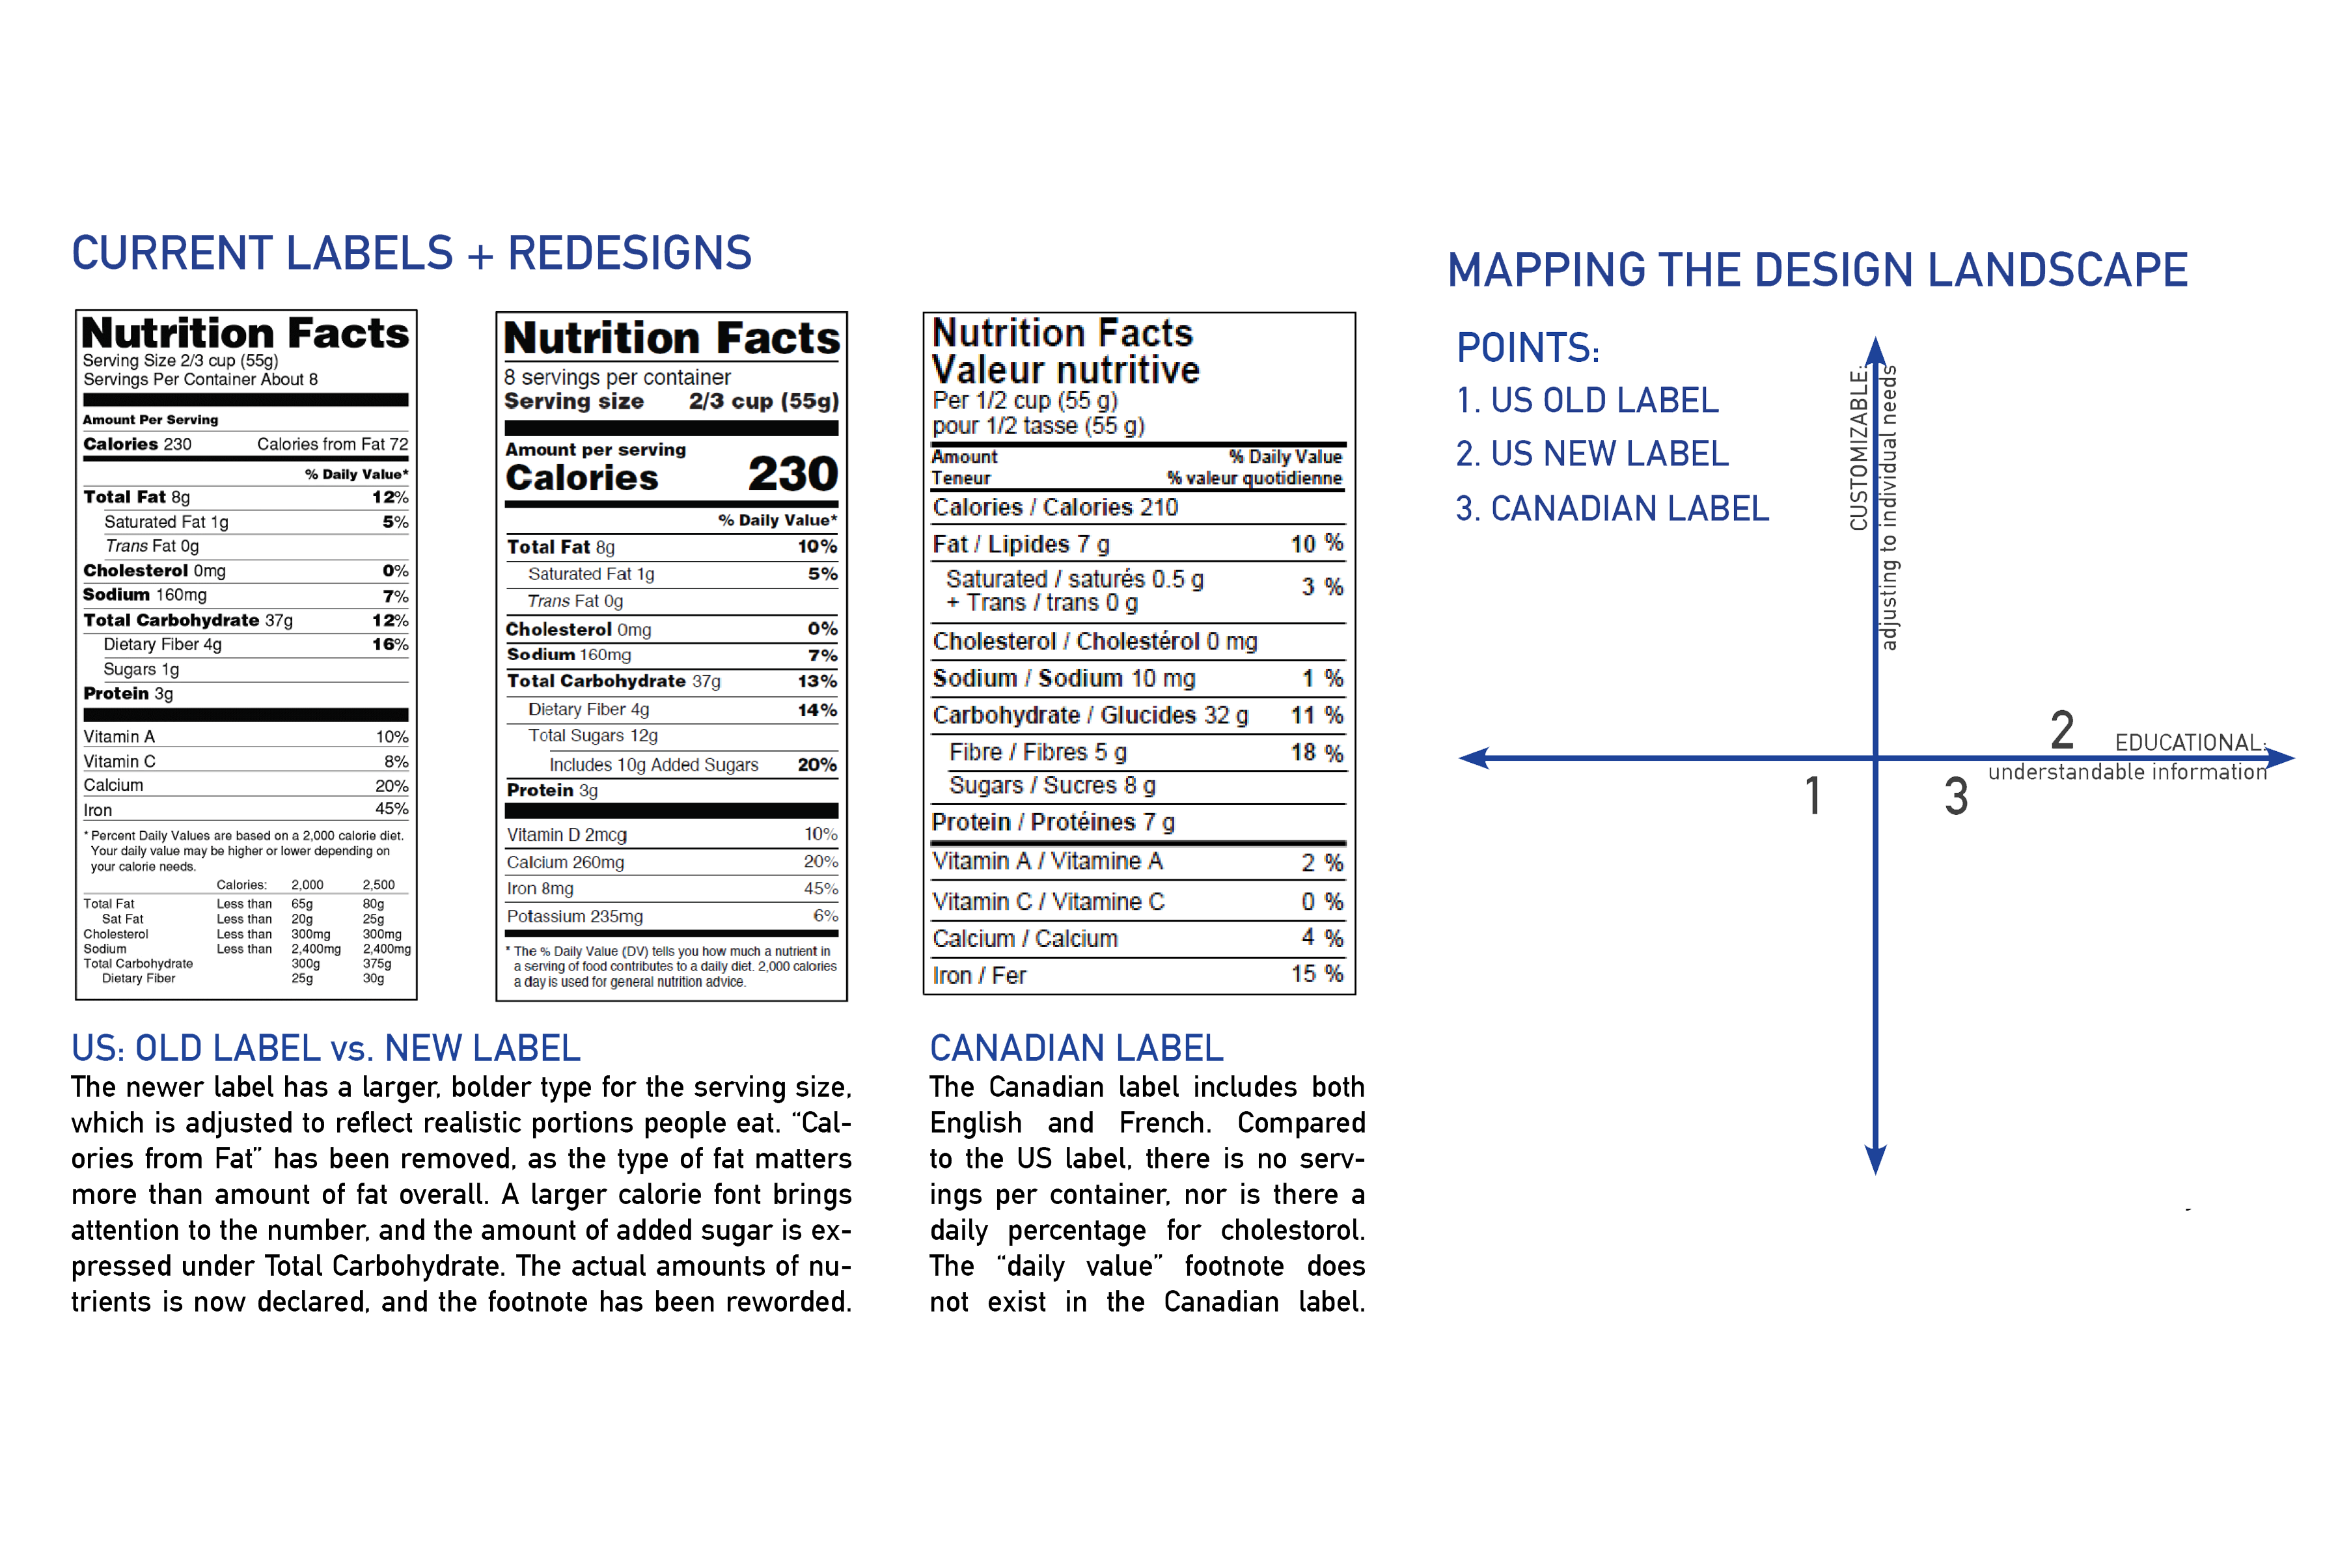 CURRENT LABELS + REDESIGNS
Nutrition Facts
Serving Size 2/3 cup (55g)
Servings Per Container About 8
Amount Per Serving
Calories 230 Calories from Fat 72
% Daily Value*
Total Fat 8g 12%
Saturated Fat 1g 5%
Trans Fat 0g
Cholesterol 0mg 0%
Sodium 160mg 7%
Total Carbohydrate 37g 12%
Dietary Fiber 4g 16%
Sugars 1g
Protein 3g
Vitamin A 10%
Vitamin C 8%
Calcium 20%
Iron 45%
* Percent Daily Values are based on a 2,000 calorie diet.
Your daily value may be higher or lower depending on
your calorie needs.
Calories: 2,000 2,500
Total Fat Less than 65g 80g
Sat Fat Less than 20g 25g
Cholesterol Less than 300mg 300mg
Sodium Less than 2,400mg 2,400mg
Total Carbohydrate 300g 375g
Dietary Fiber 25g 30g
Nutrition Facts
8 servings per container
Serving size 2/3 cup (55g)
Amount per serving
Calories 230
% Daily Value*
Total Fat 8g 10%
Saturated Fat 1g 5%
Trans Fat 0g
Cholesterol 0mg 0%
Sodium 160mg 7%
Total Carbohydrate 37g 13%
Dietary Fiber 4g 14%
Total Sugars 12g
Includes 10g Added Sugars 20%
Protein 3g
Vitamin D 2mcg 10%
Calcium 260mg 20%
Iron 8mg 45%
Potassium 235mg 6%
* The % Daily Value (DV) tells you how much a nutrient in
a serving of food contributes to a daily diet. 2,000 calories
a day is used for general nutrition advice.
Nutrition Facts
Valeur nutritive
Per 1/2 cup (55 g)
pour 1/2 tasse (55 g)
Amount % Daily Value
Teneur % valeur quotidienne
Calories / Calories 210
Fat / Lipides 7 g 10 %
Saturated / saturés 0.5 g
+ Trans / trans 0 g 3 %
Cholesterol / Cholestérol 0 mg
Sodium / Sodium 10 mg 1 %
Carbohydrate / Glucides 32 g 11 %
Fibre / Fibres 5 g 18 %
Sugars / Sucres 8 g
Protein / Protéines 7 g
Vitamin A / Vitamine A 2 %
Vitamin C / Vitamine C 0 %
Calcium / Calcium 4 %
Iron / Fer 15 %
US: OLD LABEL vs. NEW LABEL
The newer label has a larger, bolder type for the serving size,
which is adjusted to reflect realistic portions people eat. “Cal-
ories from Fat” has been removed, as the type of fat matters
more than amount of fat overall. A larger calorie font brings
attention to the number, and the amount of added sugar is ex-
pressed under Total Carbohydrate. The actual amounts of nu-
trients is now declared, and the footnote has been reworded.
CANADIAN LABEL
The Canadian label includes both
English and French. Compared
to the US label, there is no serv-
ings per container, nor is there a
daily percentage for cholestorol.
The “daily value” footnote does
not exist in the Canadian label.
MAPPING THE DESIGN LANDSCAPE
POINTS:
1. US OLD LABEL
2. US NEW LABEL
3. CANADIAN LABEL
CUSTOMIZABLE:
adjusting to individual needs
2
EDUCATIONAL:
understandable information
1
3